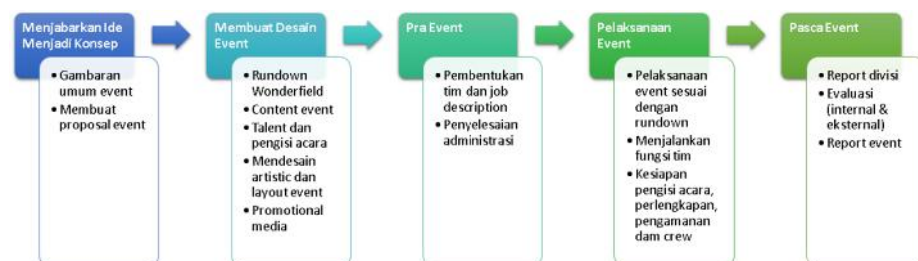 Menjabarkan Ide
Menjadi Konsep
• Gambaran
umum event
• Membuat
proposal event
Membuat Desain
Event
• Rundown
Wonderfield
• Content event
• Talent dan
pengisi acara
• Mendesain
artistic dan
layout event
• Promotional
media
Pra Event
• Pembentukan
tim dan job
description
• Penyelesaian
administrasi
Pelaksanaan
Event
• Pelaksanaan
event sesuai
dengan
rundown
• Menjalankan
fungsi tim
• Kesiapan
pengisi acara,
perlengkapan,
pengamanan
dam crew
Pasca Event
• Report divisi
• Evaluasi
(internal &
eksternal)
• Report event